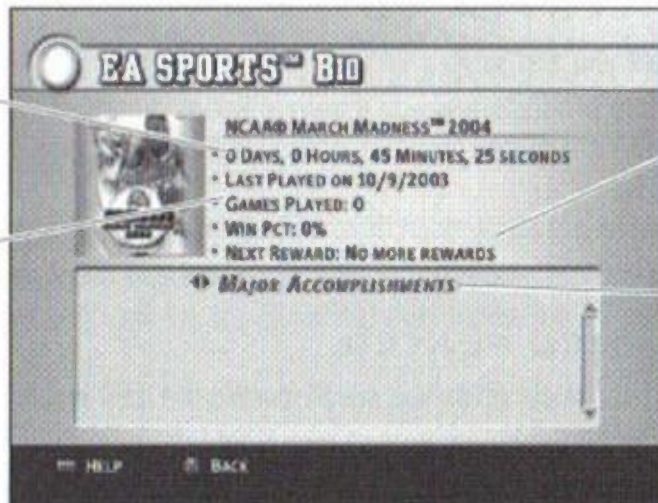 EA SPORTS™ BIO
NCAA® MARCH MADNESS™ 2004
• 0 DAYS, 0 HOURS, 45 MINUTES, 25 SECONDS
• LAST PLAYED ON 10/9/2003
• GAMES PLAYED: 0
• WIN PCT: 0%
• NEXT REWARD: NO MORE REWARDS
MAJOR ACCOMPLISHMENTS
HELP BACK